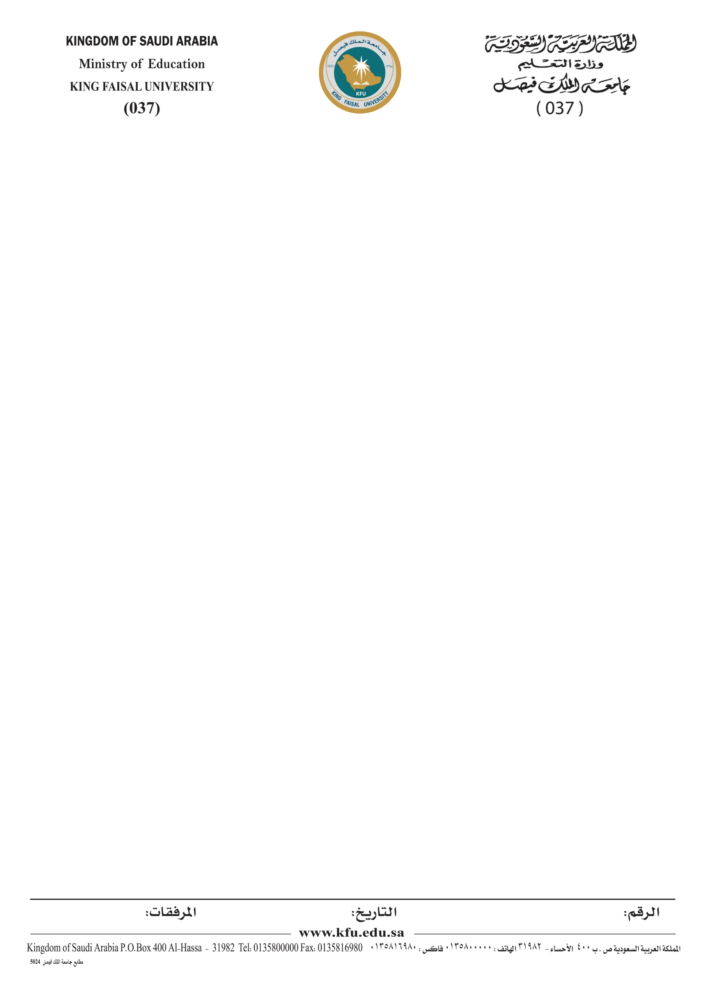 KINGDOM OF SAUDI ARABIA
Ministry of Education
KING FAISAL UNIVERSITY
(037)
جامعة الملك فيصل
1975
١٣٩٥
KFU
KING FAISAL UNIVERSITY
المملكة العربية السعودية
وزارة التعليم
جامعة الملك فيصل
( 037 )
الرقم:
التاريخ:
المرفقات:
www.kfu.edu.sa
Kingdom of Saudi Arabia P.O.Box 400 Al-Hassa - 31982 Tel: 0135800000 Fax: 0135816980
المملكة العربية السعودية ص . ب ٤٠٠ الأحساء - ٣١٩٨٢ الهاتف : ٠١٣٥٨٠٠٠٠٠ فاكس : ٠١٣٥٨١٦٩٨٠
مطابع جامعة الملك فيصل 5024